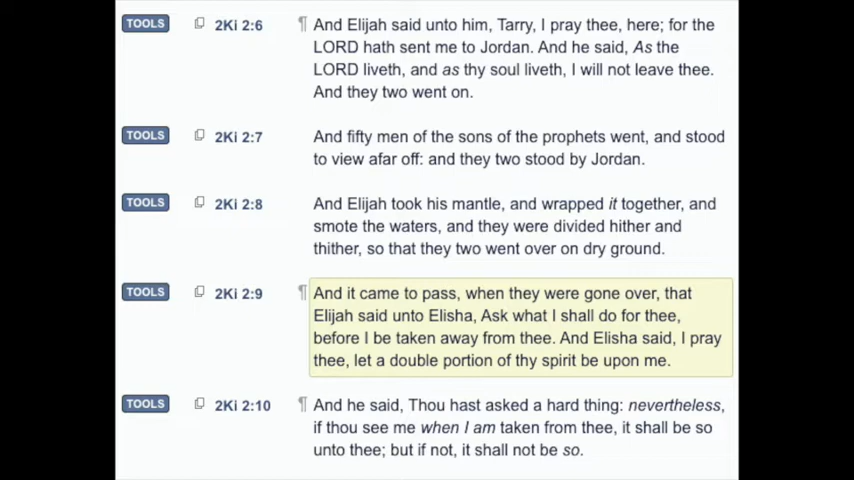 TOOLS 2Ki 2:6 ¶ And Elijah said unto him, Tarry, I pray thee, here; for the
LORD hath sent me to Jordan. And he said, As the
LORD liveth, and as thy soul liveth, I will not leave thee.
And they two went on.
TOOLS 2Ki 2:7 And fifty men of the sons of the prophets went, and stood
to view afar off: and they two stood by Jordan.
TOOLS 2Ki 2:8 And Elijah took his mantle, and wrapped it together, and
smote the waters, and they were divided hither and
thither, so that they two went over on dry ground.
TOOLS 2Ki 2:9 ¶ And it came to pass, when they were gone over, that
Elijah said unto Elisha, Ask what I shall do for thee,
before I be taken away from thee. And Elisha said, I pray
thee, let a double portion of thy spirit be upon me.
TOOLS 2Ki 2:10 ¶ And he said, Thou hast asked a hard thing: nevertheless,
if thou see me when I am taken from thee, it shall be so
unto thee; but if not, it shall not be so.